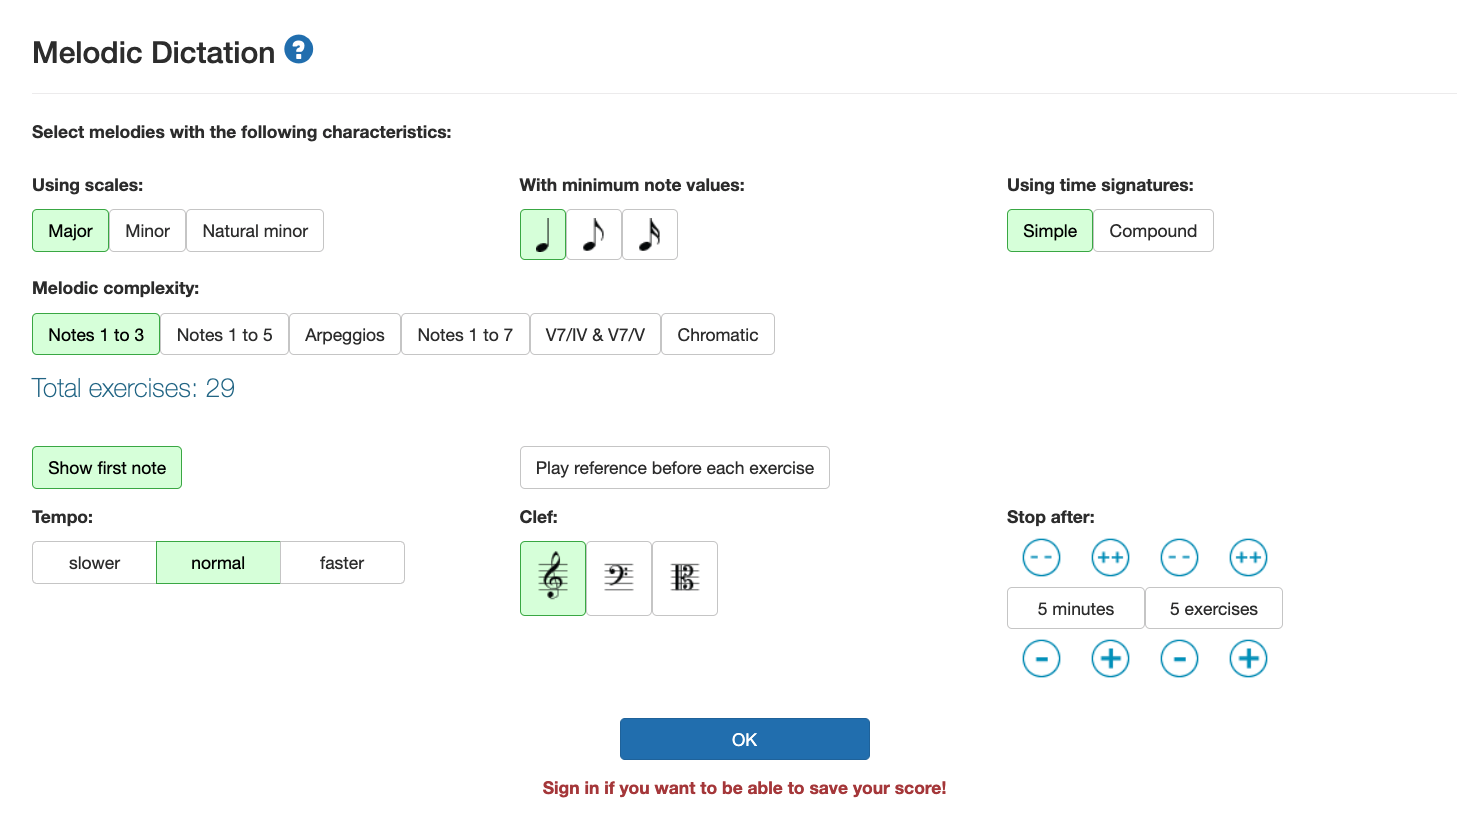 Melodic Dictation ?
Select melodies with the following characteristics:
Using scales:
With minimum note values:
Using time signatures:
Major
Minor
Natural minor
Simple
Compound
Melodic complexity:
Notes 1 to 3
Notes 1 to 5
Arpeggios
Notes 1 to 7
V7/IV & V7/V
Chromatic
Total exercises: 29
Show first note
Play reference before each exercise
Tempo:
Clef:
Stop after:
slower
normal
faster
-- ++ -- ++
5 minutes
5 exercises
- + - +
OK
Sign in if you want to be able to save your score!